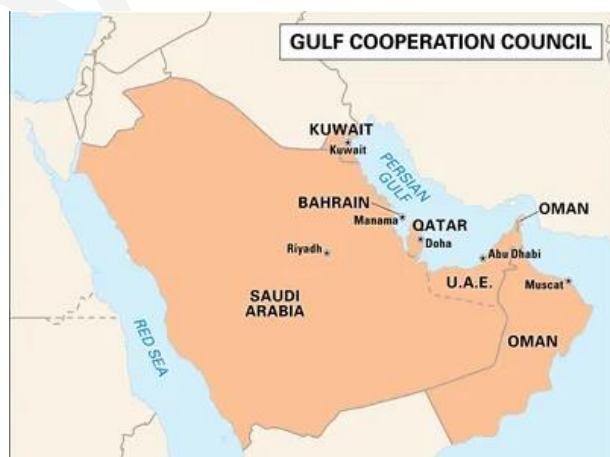 GULF COOPERATION COUNCIL
KUWAIT
Kuwait
PERSIAN
GULF
BAHRAIN
Manama
QATAR
Doha
OMAN
Riyadh
Abu Dhabi
U.A.E.
Muscat
SAUDI
ARABIA
RED SEA
OMAN